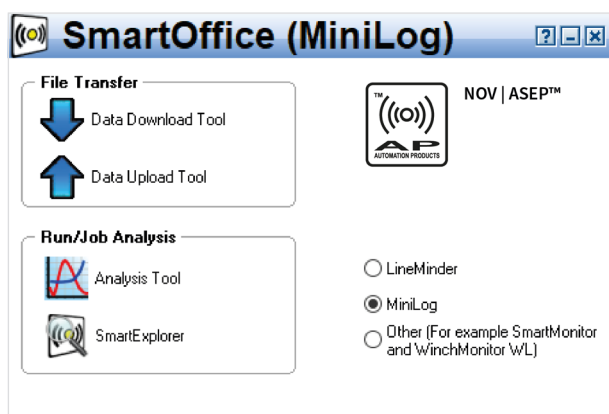 SmartOffice (MiniLog)
?
File Transfer
Data Download Tool
Data Upload Tool
TM
AP
AUTOMATION PRODUCTS
NOV | ASEP™
Run/Job Analysis
Analysis Tool
SmartExplorer
LineMinder
MiniLog
Other (For example SmartMonitor
and WinchMonitor WL)